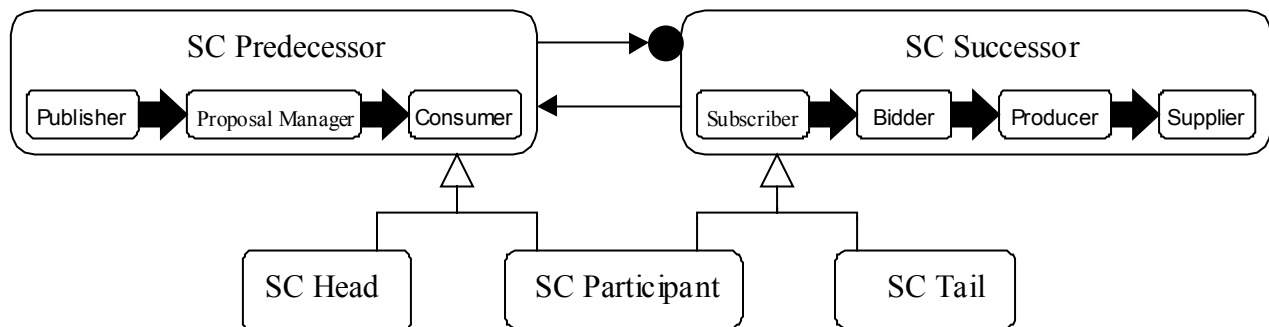 SC Predecessor
Publisher
Proposal Manager
Consumer
SC Successor
Subscriber
Bidder
Producer
Supplier
SC Head
SC Participant
SC Tail